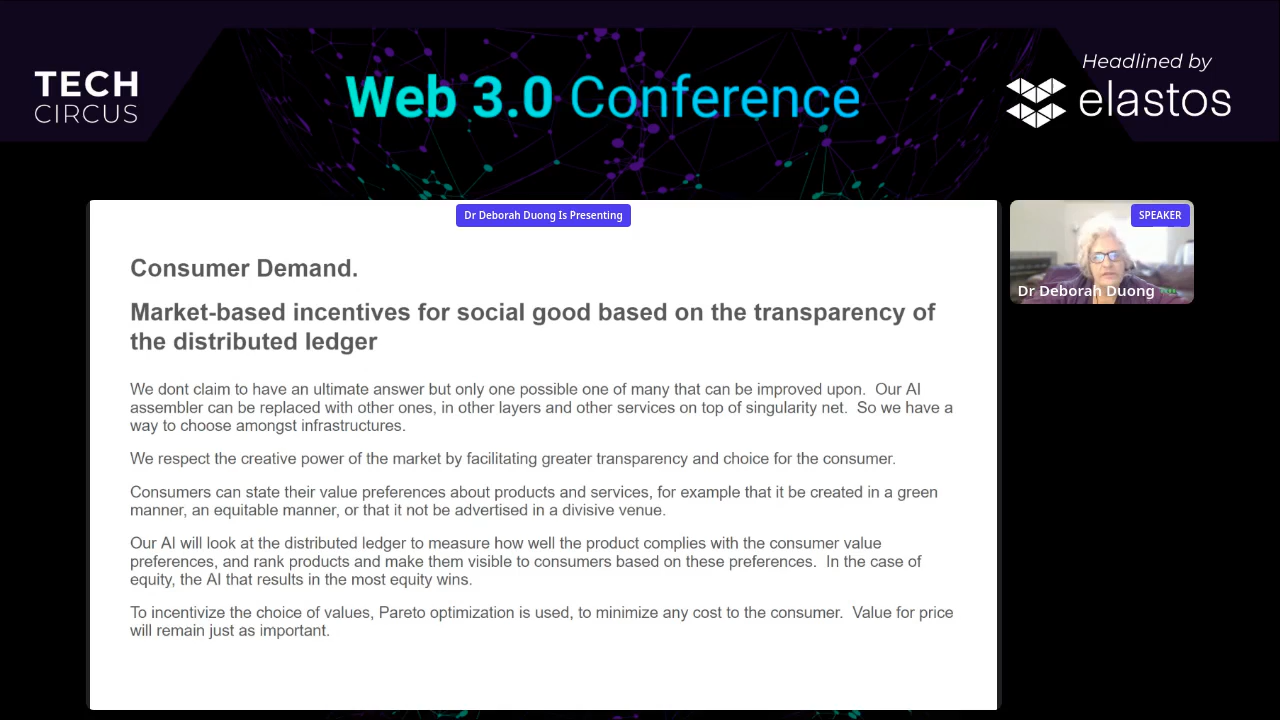 TECH
CIRCUS
Web 3.0 Conference
Headlined by
elastos
Dr Deborah Duong Is Presenting
SPEAKER
Dr Deborah Duong
Consumer Demand.
Market-based incentives for social good based on the transparency of
the distributed ledger
We dont claim to have an ultimate answer but only one possible one of many that can be improved upon.  Our AI
assembler can be replaced with other ones, in other layers and other services on top of singularity net.  So we have a
way to choose amongst infrastructures.
We respect the creative power of the market by facilitating greater transparency and choice for the consumer.
Consumers can state their value preferences about products and services, for example that it be created in a green
manner, an equitable manner, or that it not be advertised in a divisive venue.
Our AI will look at the distributed ledger to measure how well the product complies with the consumer value
preferences, and rank products and make them visible to consumers based on these preferences.  In the case of
equity, the AI that results in the most equity wins.
To incentivize the choice of values, Pareto optimization is used, to minimize any cost to the consumer.  Value for price
will remain just as important.